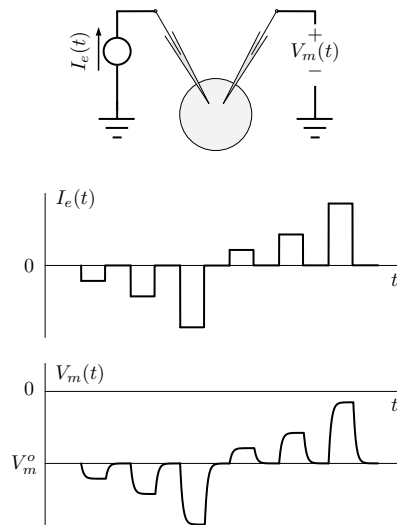 I_e(t)
+
V_m(t)
−
I_e(t)
0
t
V_m(t)
0
t
V_m^o